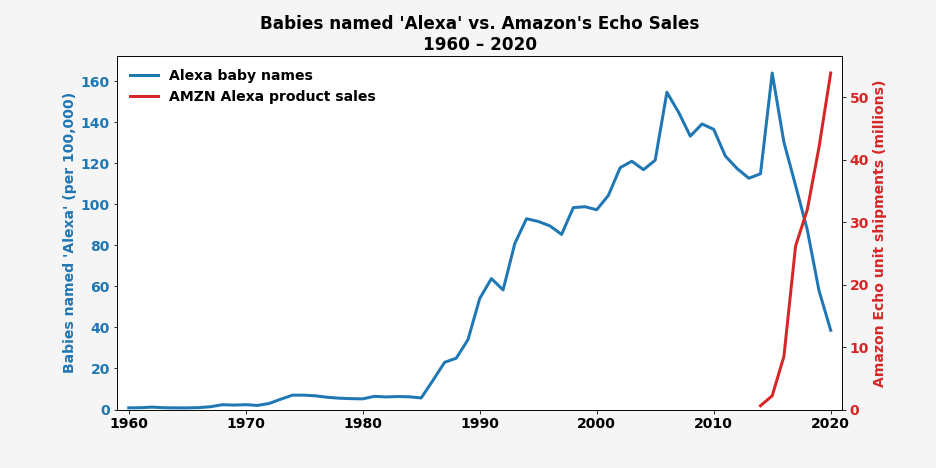 Babies named 'Alexa' vs. Amazon's Echo Sales
1960 – 2020
Alexa baby names
AMZN Alexa product sales
Babies named 'Alexa' (per 100,000)
160
140
120
100
80
60
40
20
0
50
40
30
20
10
0
Amazon Echo unit shipments (millions)
1960 1970 1980 1990 2000 2010 2020